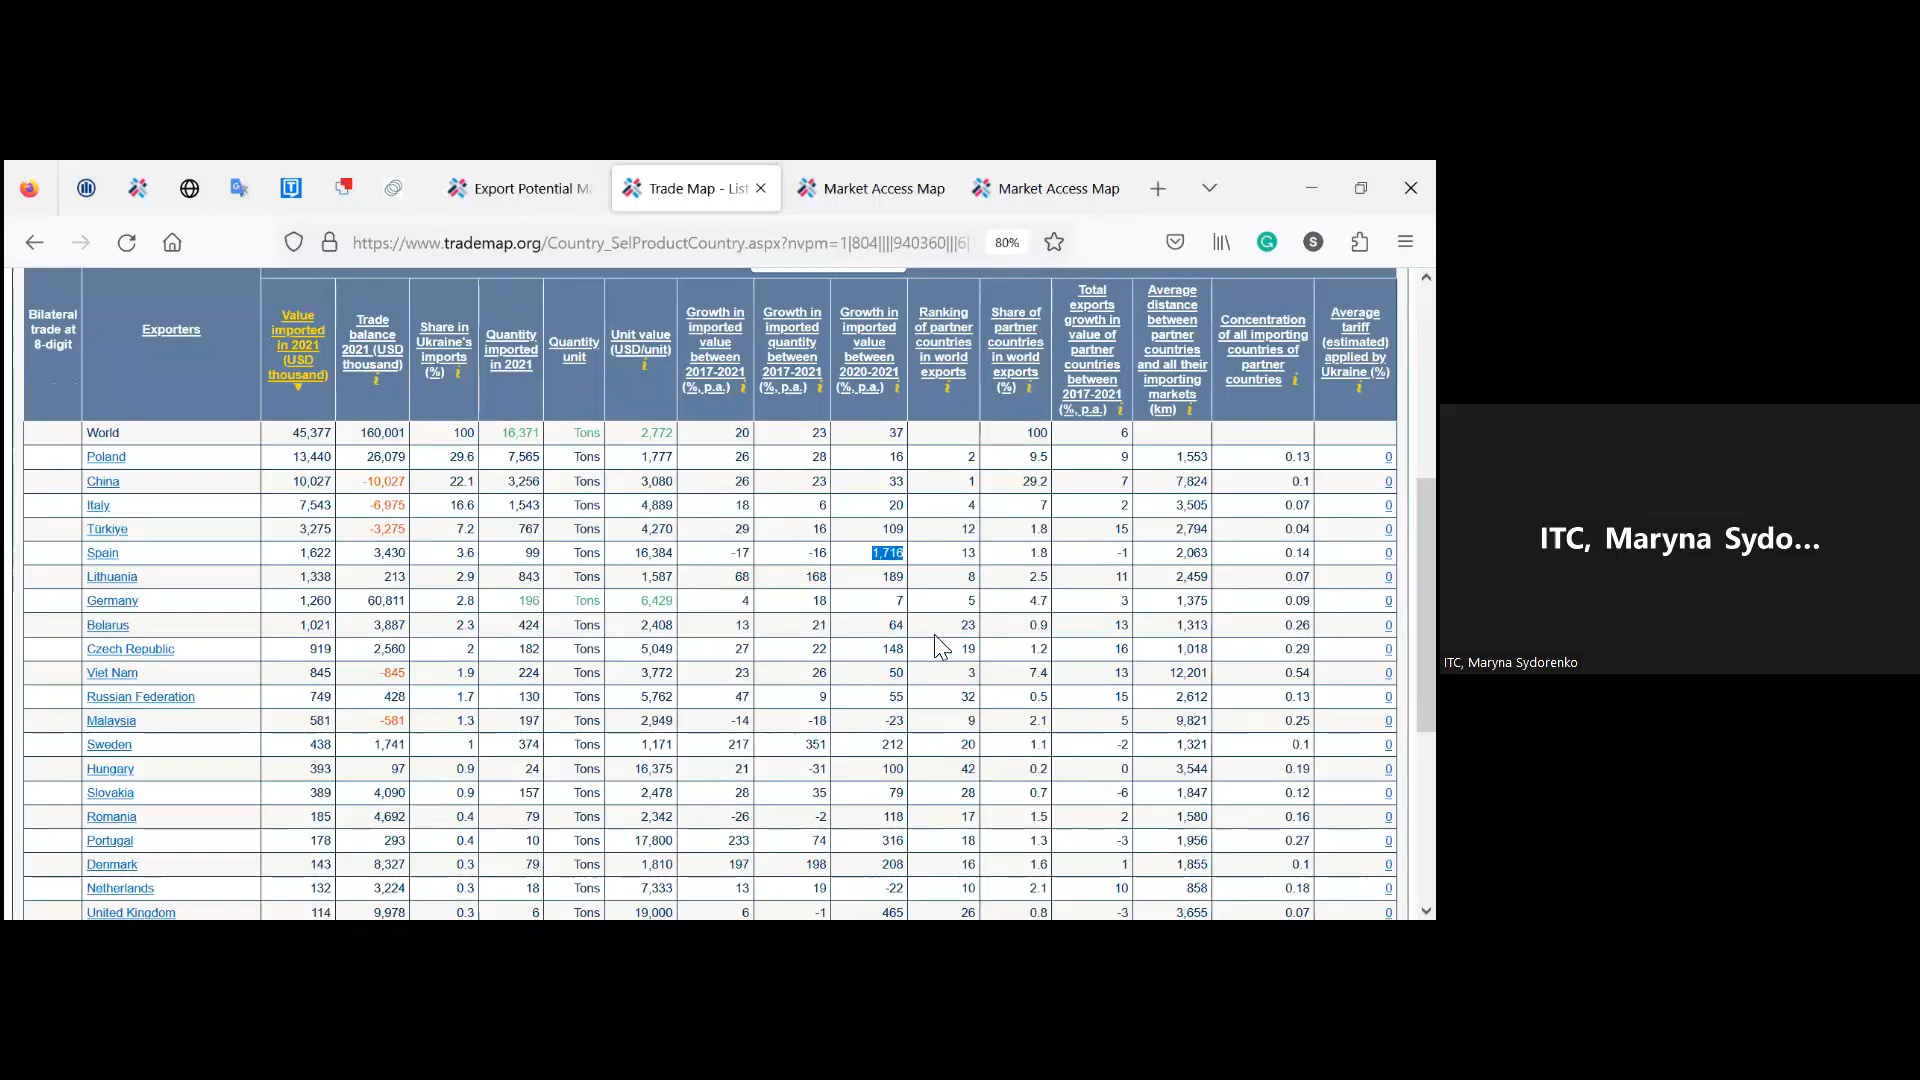 Export Potential Ma
Trade Map - List
Market Access Map
Market Access Map
https://www.trademap.org/Country_SelProductCountry.aspx?nvpm=1|804||||940360|||6|
80%
Bilateral trade at 8-digit
Exporters
Value imported in 2021 (USD thousand)
Trade balance 2021 (USD thousand)
Share in Ukraine's imports (%)
Quantity imported in 2021
Quantity unit
Unit value (USD/unit)
Growth in imported value between 2017-2021 (%, p.a.)
Growth in imported quantity between 2017-2021 (%, p.a.)
Growth in imported value between 2020-2021 (%, p.a.)
Ranking of partner countries in world exports
Share of partner countries in world exports (%)
Total exports growth in value of partner countries between 2017-2021 (%, p.a.)
Average distance between partner countries and all their importing markets (km)
Concentration of all importing countries of partner countries
Average tariff (estimated) applied by Ukraine (%)
World 45,377 160,001 100 16,371 Tons 2,772 20 23 37 100 6
Poland 13,440 26,079 29.6 7,565 Tons 1,777 26 28 16 2 9.5 9 1,553 0.13 0
China 10,027 -10,027 22.1 3,256 Tons 3,080 26 23 33 1 29.2 7 7,824 0.1 0
Italy 7,543 -6,975 16.6 1,543 Tons 4,889 18 6 20 4 7 2 3,505 0.07 0
Türkiye 3,275 -3,275 7.2 767 Tons 4,270 29 16 109 12 1.8 15 2,794 0.04 0
Spain 1,622 3,430 3.6 99 Tons 16,384 -17 -16 1,716 13 1.8 -1 2,063 0.14 0
Lithuania 1,338 213 2.9 843 Tons 1,587 68 168 189 8 2.5 11 2,459 0.07 0
Germany 1,260 60,811 2.8 196 Tons 6,429 4 18 7 5 4.7 3 1,375 0.09 0
Belarus 1,021 3,887 2.3 424 Tons 2,408 13 21 64 23 0.9 13 1,313 0.26 0
Czech Republic 919 2,560 2 182 Tons 5,049 27 22 148 19 1.2 16 1,018 0.29 0
Viet Nam 845 -845 1.9 224 Tons 3,772 23 26 50 3 7.4 13 12,201 0.54 0
Russian Federation 749 428 1.7 130 Tons 5,762 47 9 55 32 0.5 15 2,612 0.13 0
Malaysia 581 -581 1.3 197 Tons 2,949 -14 -18 -23 9 2.1 5 9,821 0.25 0
Sweden 438 1,741 1 374 Tons 1,171 217 351 212 20 1.1 -2 1,321 0.1 0
Hungary 393 97 0.9 24 Tons 16,375 21 -31 100 42 0.2 0 3,544 0.19 0
Slovakia 389 4,090 0.9 157 Tons 2,478 28 35 79 28 0.7 -6 1,847 0.12 0
Romania 185 4,692 0.4 79 Tons 2,342 -26 -2 118 17 1.5 2 1,580 0.16 0
Portugal 178 293 0.4 10 Tons 17,800 233 74 316 18 1.3 -3 1,956 0.27 0
Denmark 143 8,327 0.3 79 Tons 1,810 197 198 208 16 1.6 1 1,855 0.1 0
Netherlands 132 3,224 0.3 18 Tons 7,333 13 19 -22 10 2.1 10 858 0.18 0
United Kingdom 114 9,978 0.3 6 Tons 19,000 6 -1 465 26 0.8 -3 3,655 0.07 0
ITC, Maryna Sydo...
ITC, Maryna Sydorenko